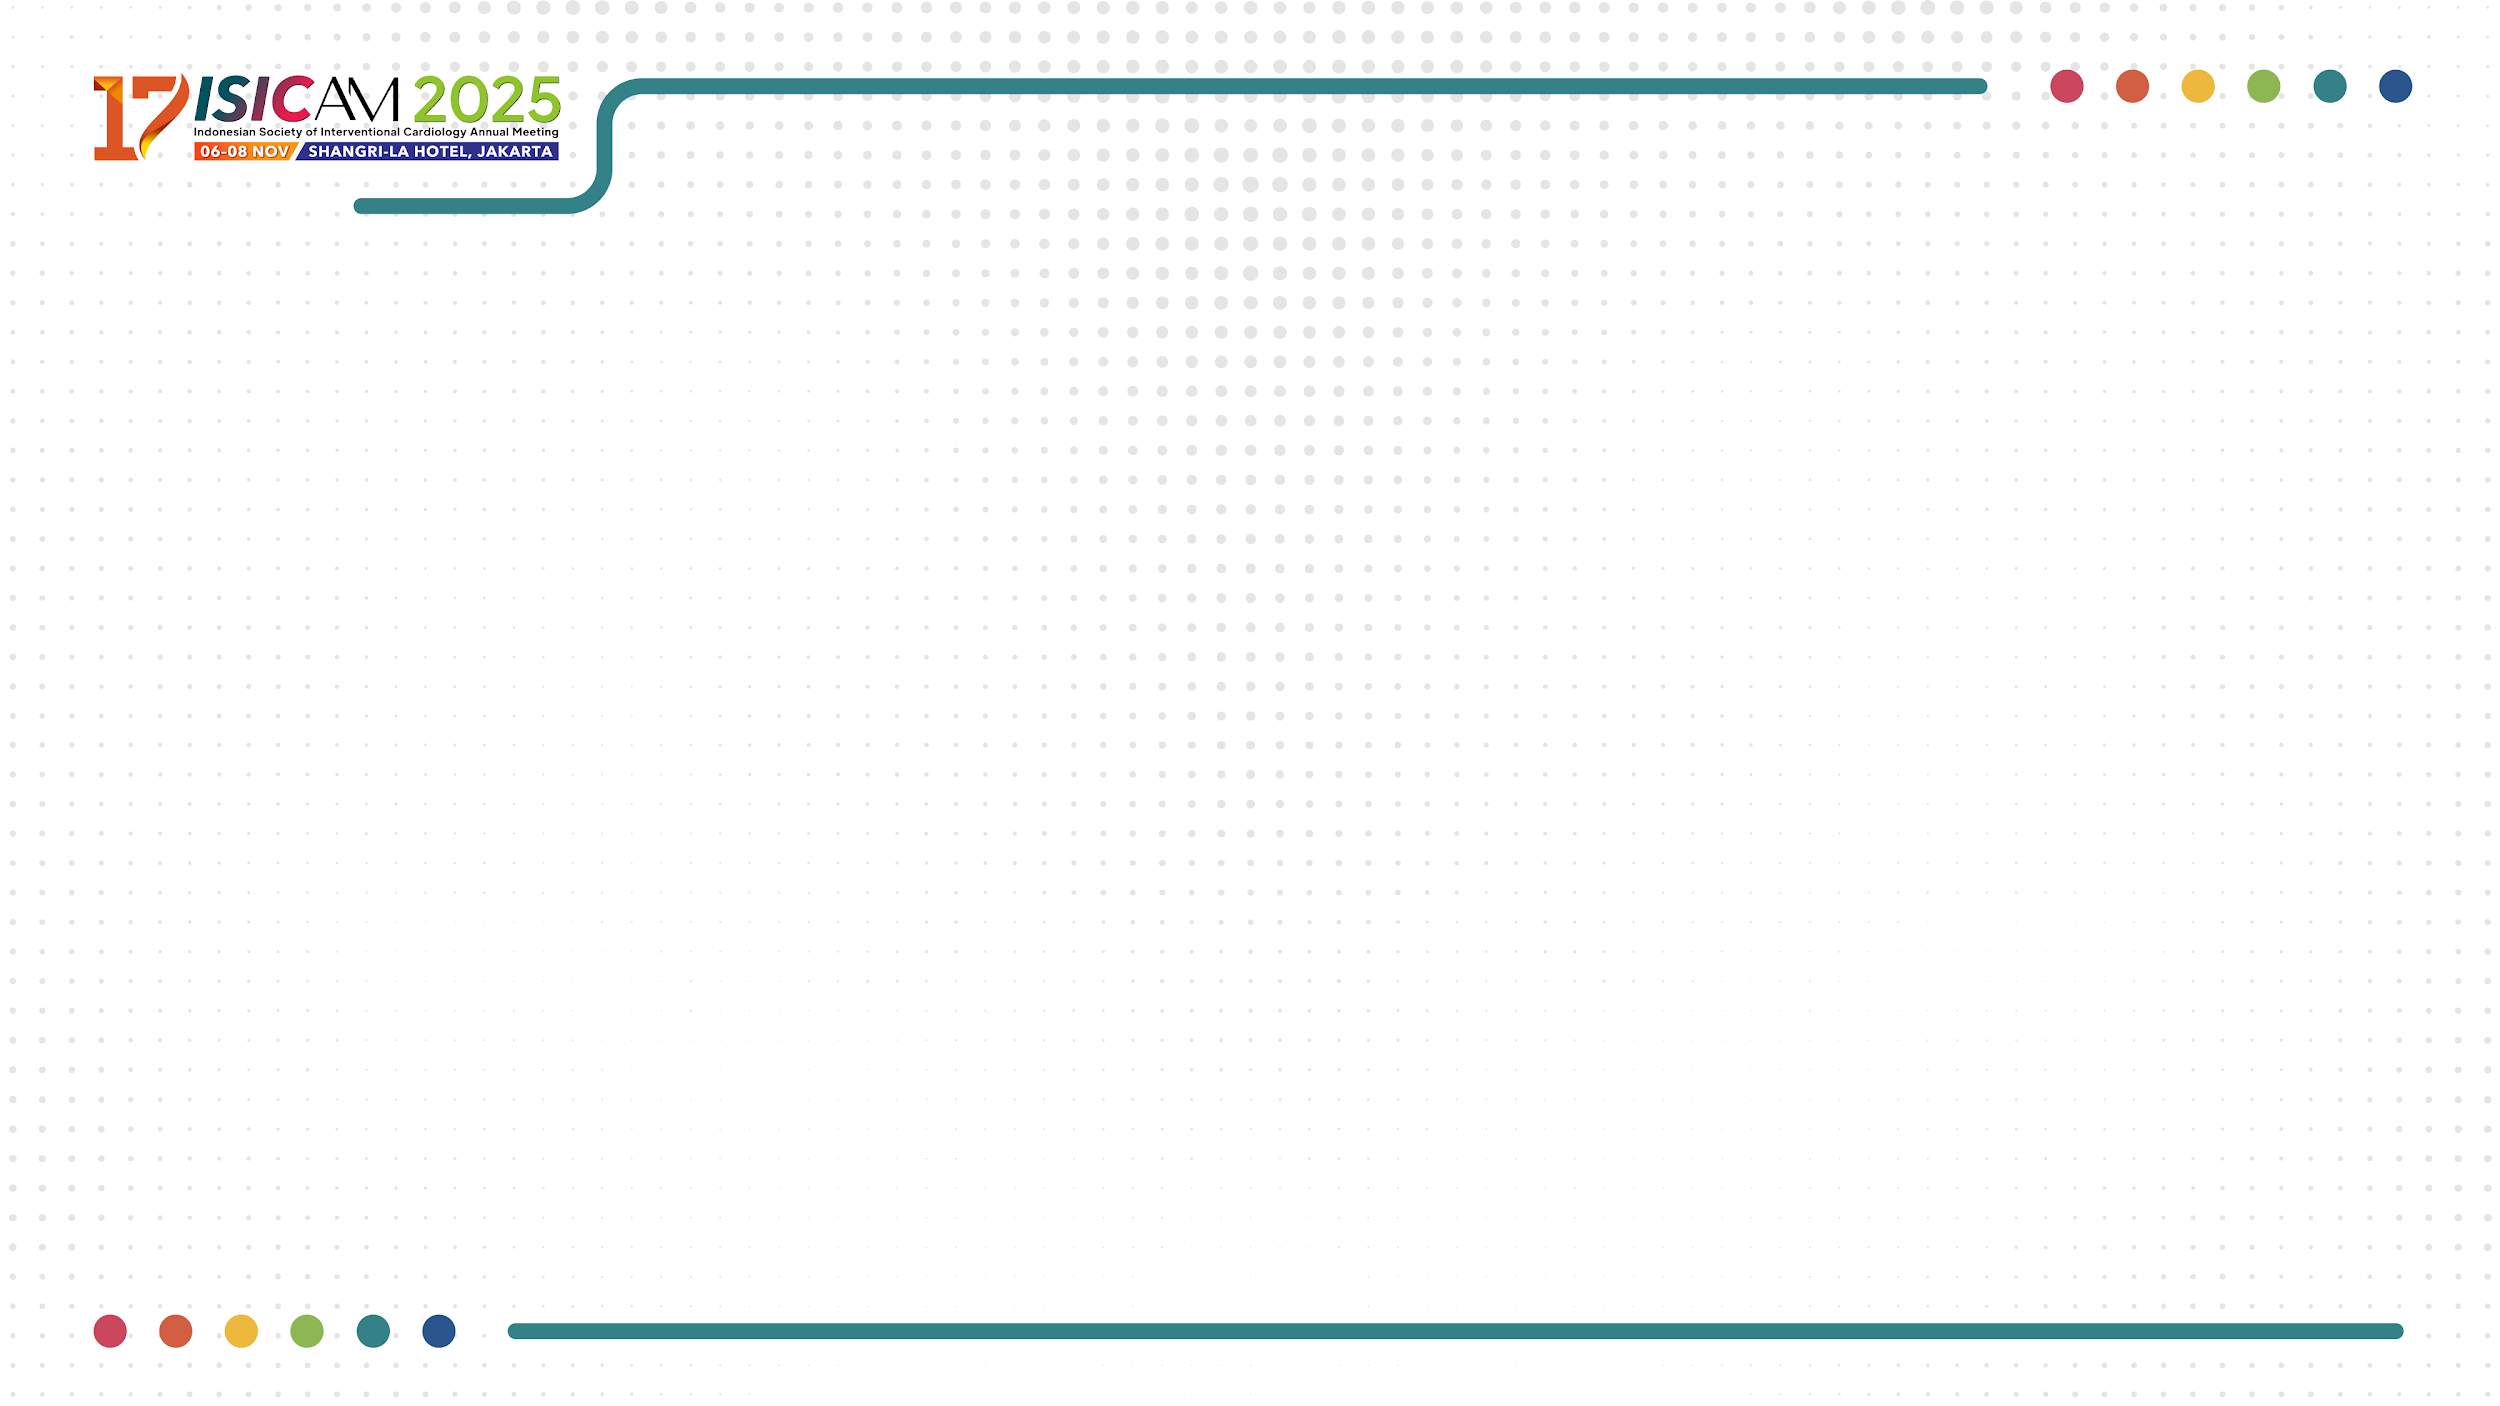 17 ISICAM 2025
Indonesian Society of Interventional Cardiology Annual Meeting
06-08 NOV SHANGRI-LA HOTEL, JAKARTA